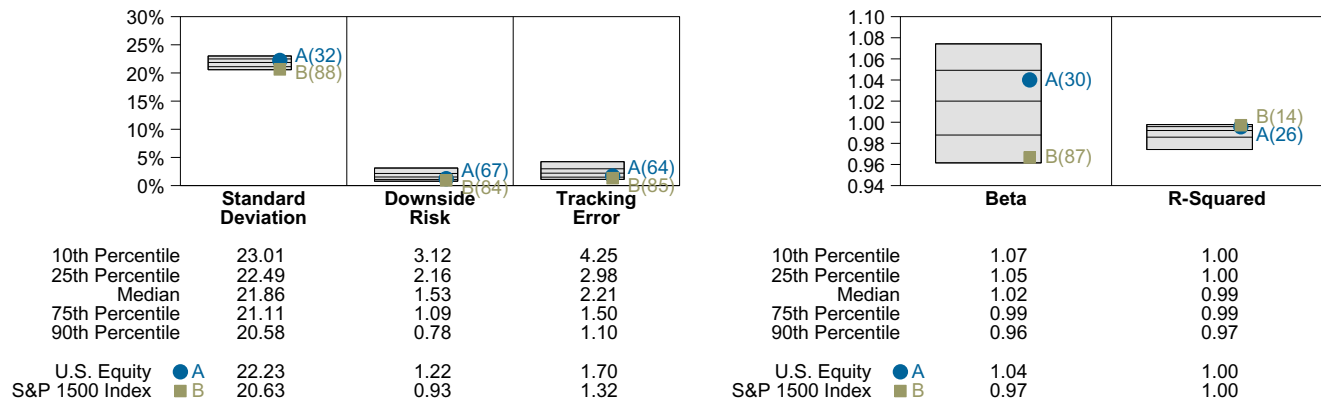 30%
25%
20%
15%
10%
5%
0%
A(32)
B(88)
A(67)
B(84)
A(64)
B(85)
Standard Deviation
Downside Risk
Tracking Error
10th Percentile 23.01 3.12 4.25
25th Percentile 22.49 2.16 2.98
Median 21.86 1.53 2.21
75th Percentile 21.11 1.09 1.50
90th Percentile 20.58 0.78 1.10
U.S. Equity A 22.23 1.22 1.70
S&P 1500 Index B 20.63 0.93 1.32
1.10
1.08
1.06
1.04
1.02
1.00
0.98
0.96
0.94
A(30)
B(87)
B(14)
A(26)
Beta
R-Squared
10th Percentile 1.07 1.00
25th Percentile 1.05 1.00
Median 1.02 0.99
75th Percentile 0.99 0.99
90th Percentile 0.96 0.97
U.S. Equity A 1.04 1.00
S&P 1500 Index B 0.97 1.00